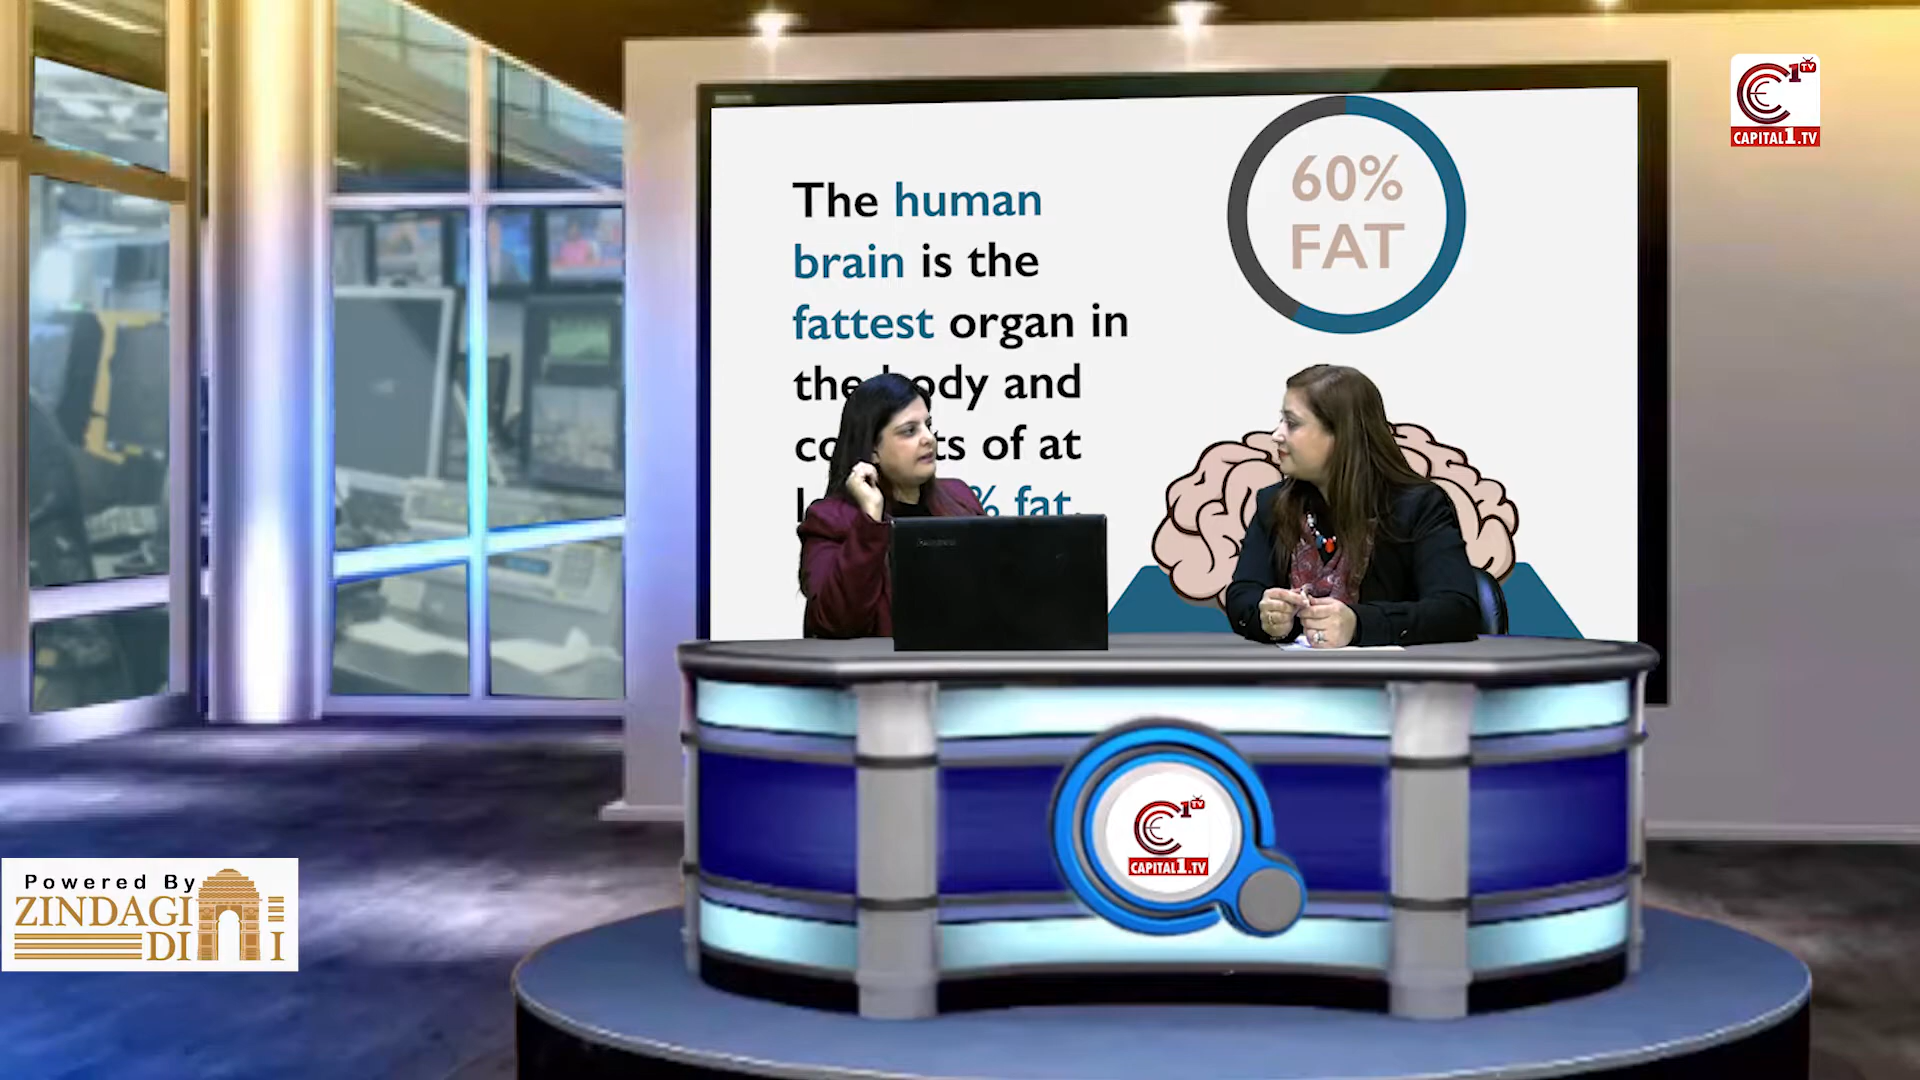 The human
brain is the
fattest organ in
the body and
of at
% fat.
60%
FAT
CAPITAL1.TV
CAPITAL1.TV
Powered By
ZINDAGI
DI
I